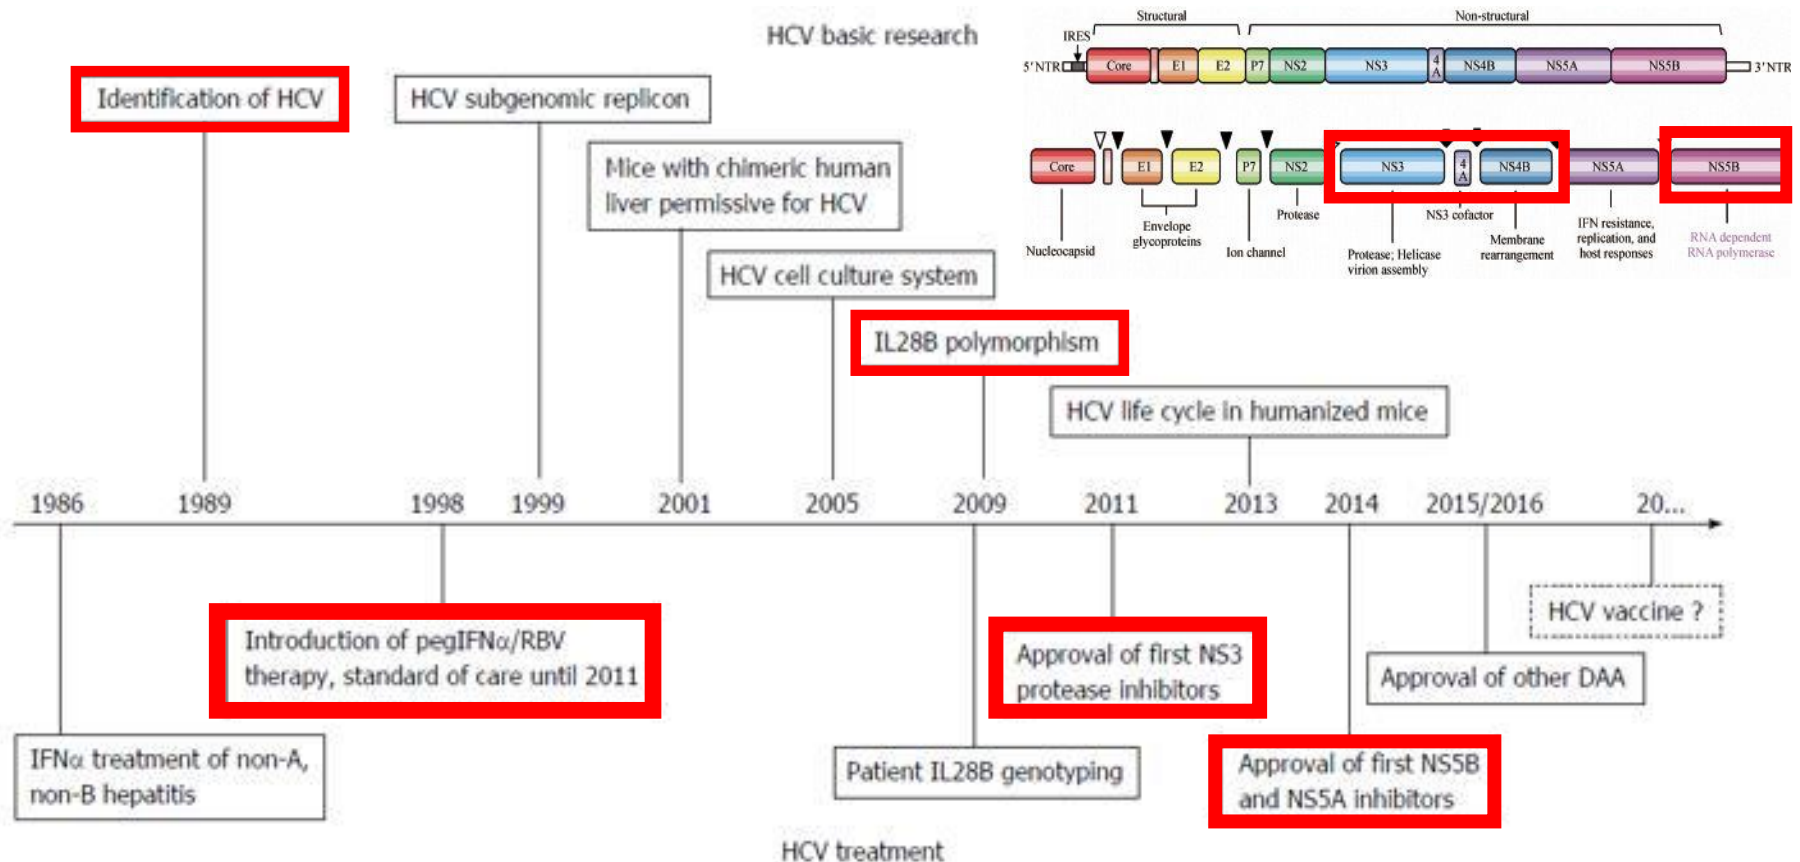 HCV basic research
Structural
Non-structural
IRES
5'NTR
Core
E1
E2
P7
NS2
NS3
4
A
NS4B
NS5A
NS5B
3'NTR
Core
E1
E2
P7
NS2
NS3
4
A
NS4B
NS5A
NS5B
Nucleocapsid
Envelope
glycoproteins
Ion channel
Protease
Protease; Helicase
virion assembly
NS3 cofactor
Membrane
rearrangement
IFN resistance,
replication, and
host responses
RNA dependent
RNA polymerase
Identification of HCV
HCV subgenomic replicon
Mice with chimeric human
liver permissive for HCV
HCV cell culture system
IL28B polymorphism
HCV life cycle in humanized mice
1986
1989
1998
1999
2001
2005
2009
2011
2013
2014
2015/2016
20...
IFNα treatment of non-A,
non-B hepatitis
Introduction of pegIFNα/RBV
therapy, standard of care until 2011
Patient IL28B genotyping
Approval of first NS3
protease inhibitors
Approval of first NS5B
and NS5A inhibitors
Approval of other DAA
HCV vaccine ?
HCV treatment